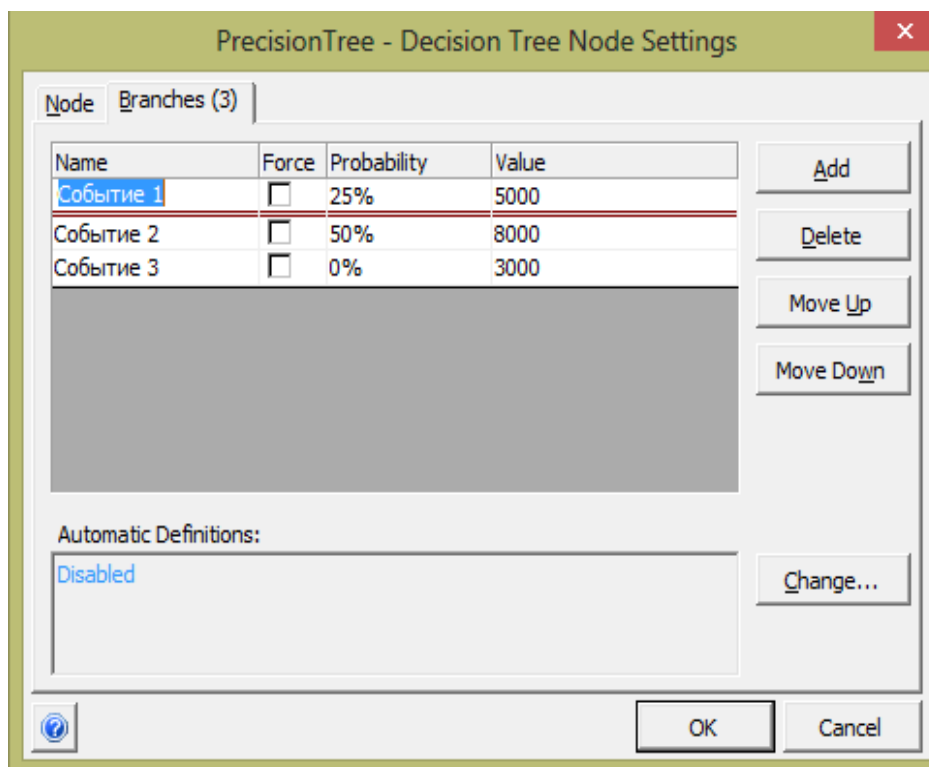 PrecisionTree - Decision Tree Node Settings
Node Branches (3)
Name Force Probability Value
Событие 1 25% 5000
Событие 2 50% 8000
Событие 3 0% 3000
Add
Delete
Move Up
Move Down
Automatic Definitions:
Disabled
Change...
OK Cancel